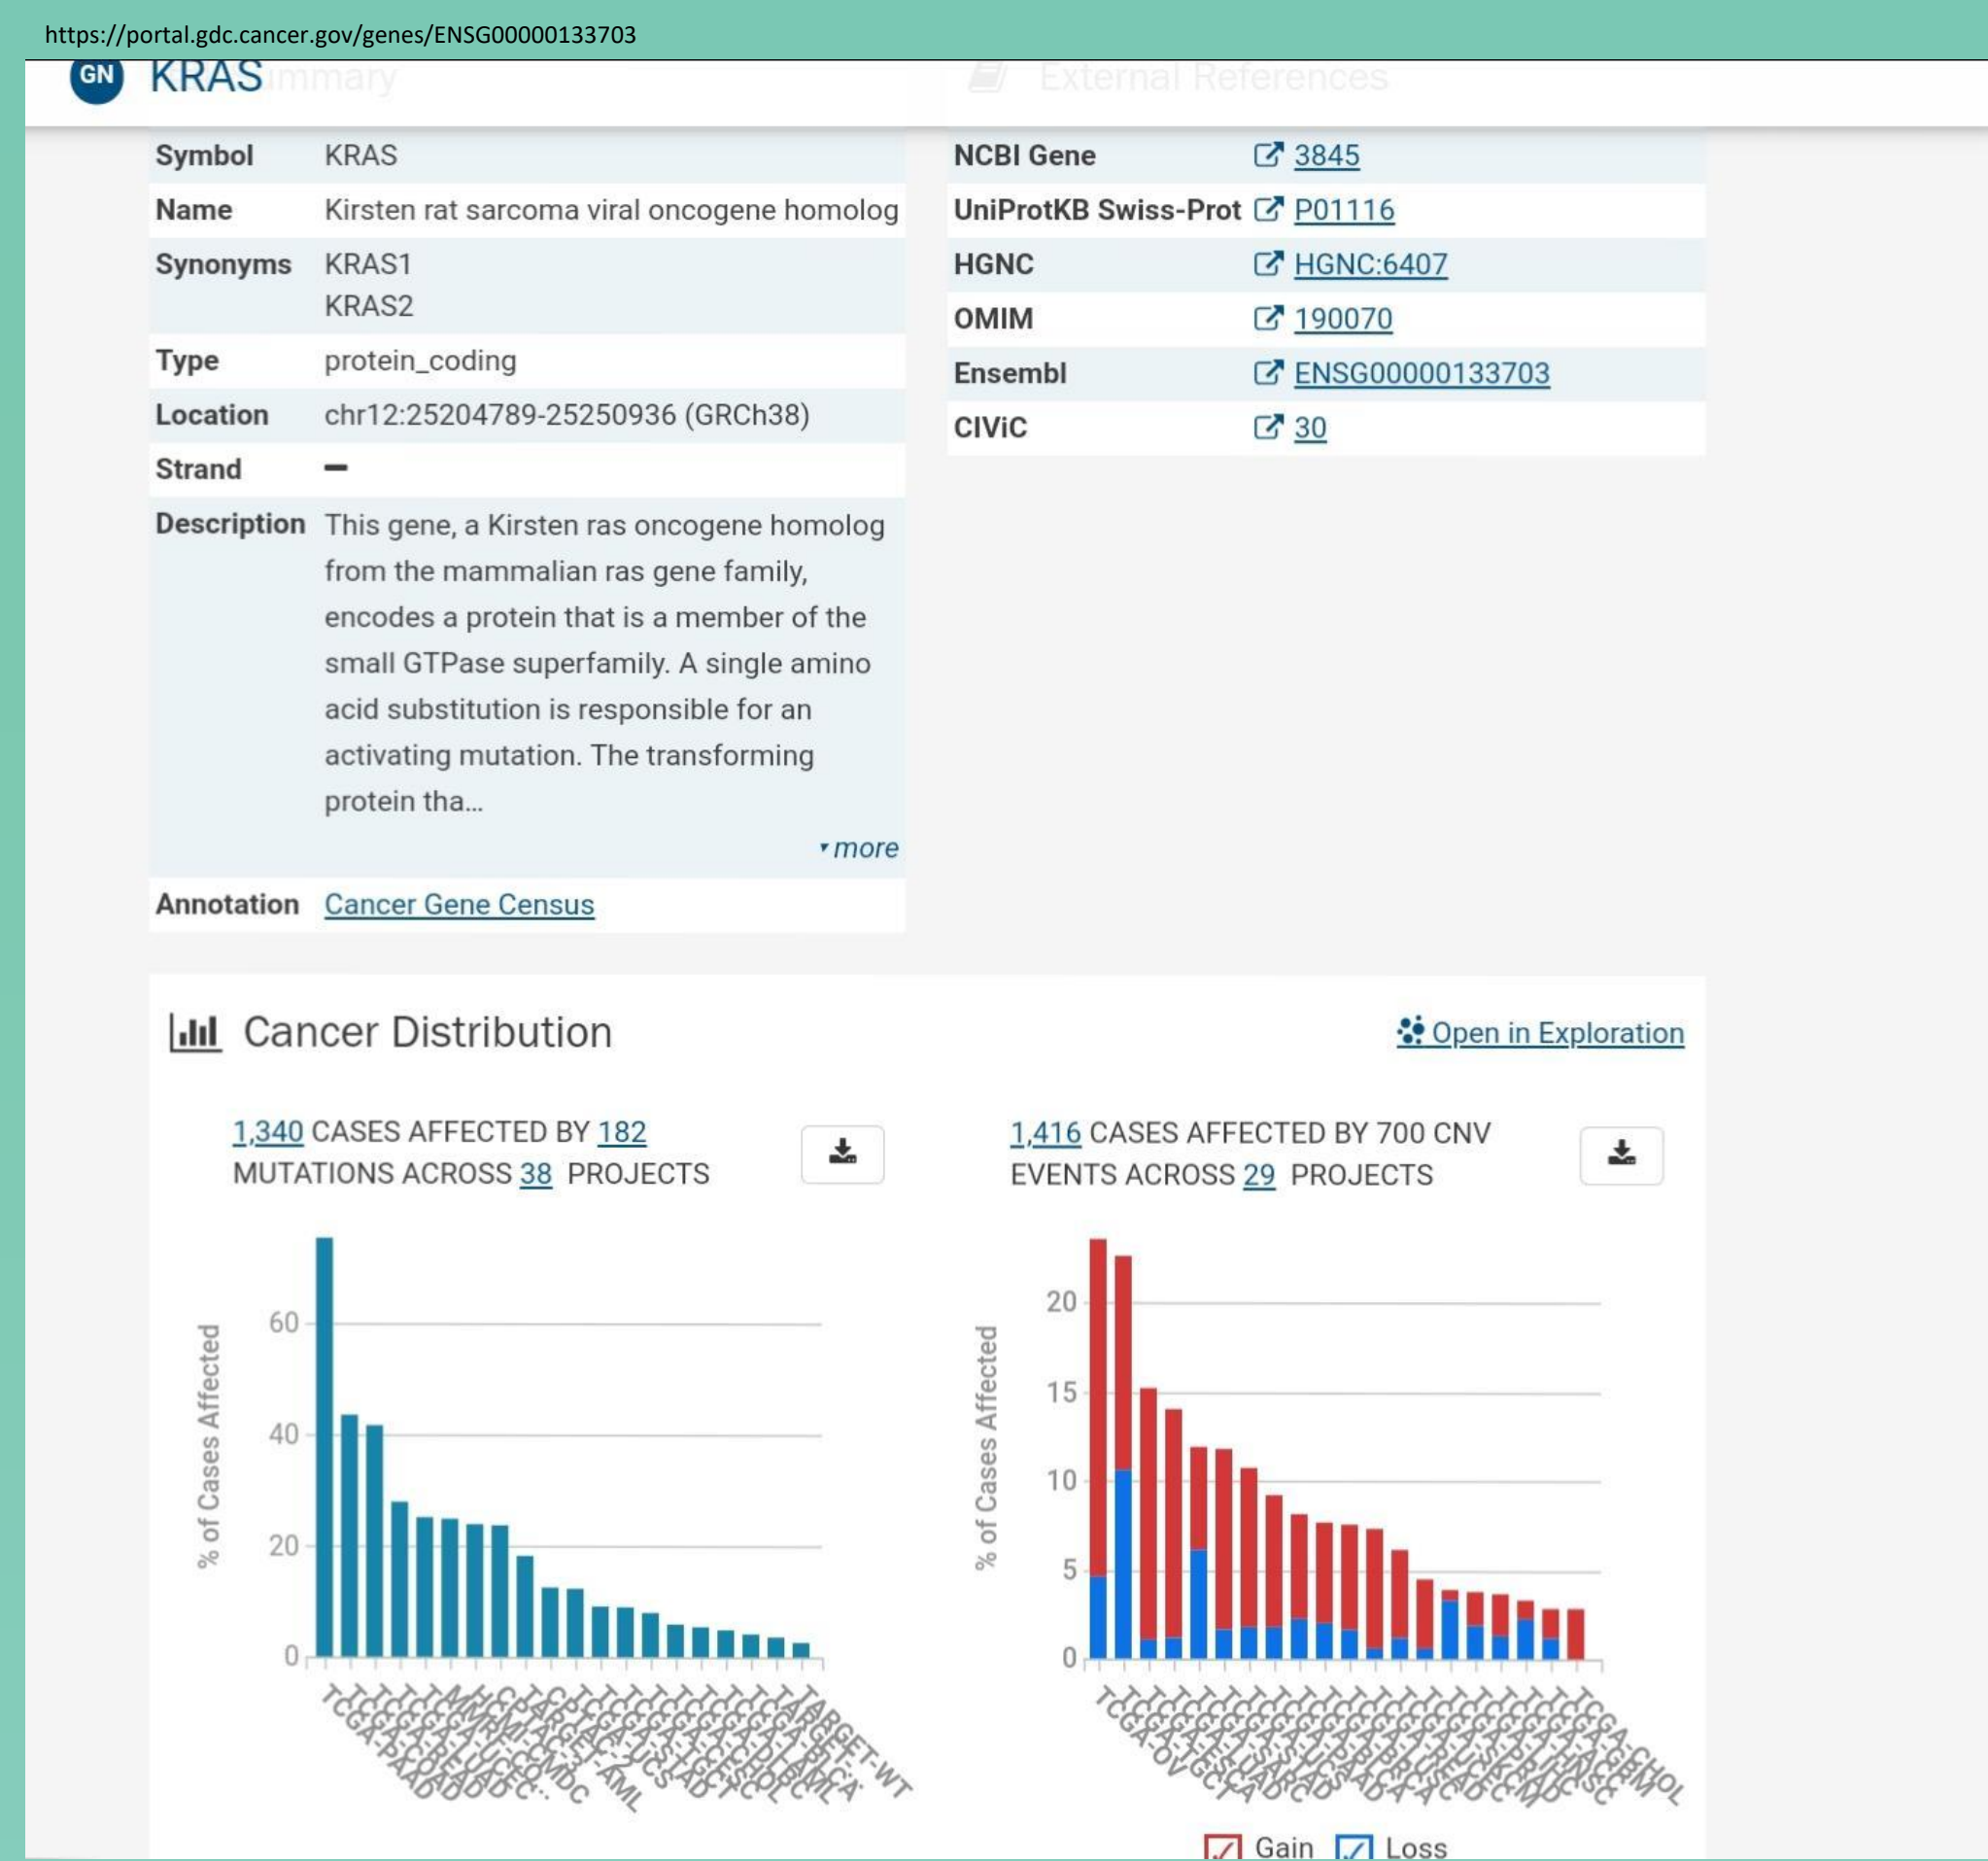 https://portal.gdc.cancer.gov/genes/ENSG00000133703
GN KRAS
mmary
External References
Symbol KRAS
Name Kirsten rat sarcoma viral oncogene homolog
Synonyms KRAS1
KRAS2
Type protein_coding
Location chr12:25204789-25250936 (GRCh38)
Strand –
Description This gene, a Kirsten ras oncogene homolog
from the mammalian ras gene family,
encodes a protein that is a member of the
small GTPase superfamily. A single amino
acid substitution is responsible for an
activating mutation. The transforming
protein tha...
more
Annotation Cancer Gene Census
NCBI Gene 3845
UniProtKB Swiss-Prot P01116
HGNC HGNC:6407
OMIM 190070
Ensembl ENSG00000133703
CIViC 30
Cancer Distribution
Open in Exploration
1,340 CASES AFFECTED BY 182
MUTATIONS ACROSS 38 PROJECTS
% of Cases Affected
60
40
20
0
TCGA-PAAD
TARGET-AML
TARGET-WT
1,416 CASES AFFECTED BY 700 CNV
EVENTS ACROSS 29 PROJECTS
% of Cases Affected
20
15
10
5
0
TCGA-OV
TCGA-TGCT
TCGA-CHOL
Gain Loss